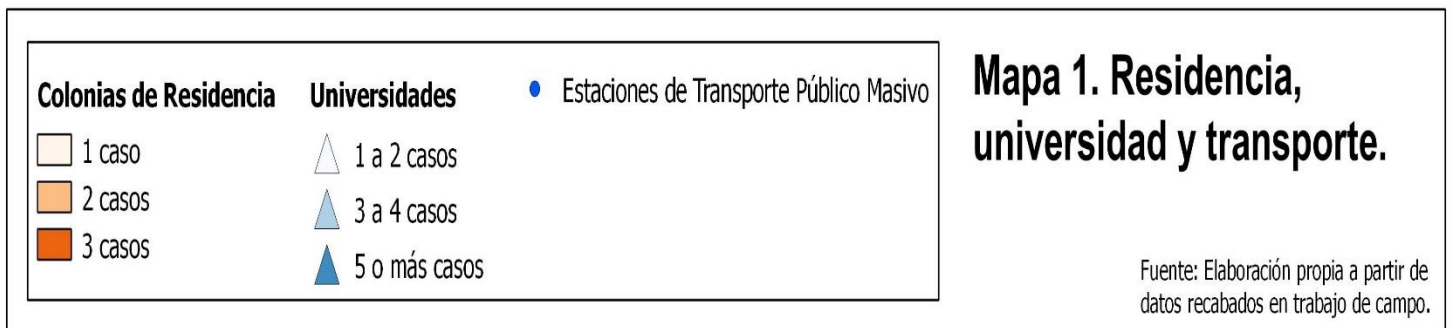 Colonias de Residencia
1 caso
2 casos
3 casos
Universidades
1 a 2 casos
3 a 4 casos
5 o más casos
Estaciones de Transporte Público Masivo
Mapa 1. Residencia,
universidad y transporte.
Fuente: Elaboración propia a partir de
datos recabados en trabajo de campo.